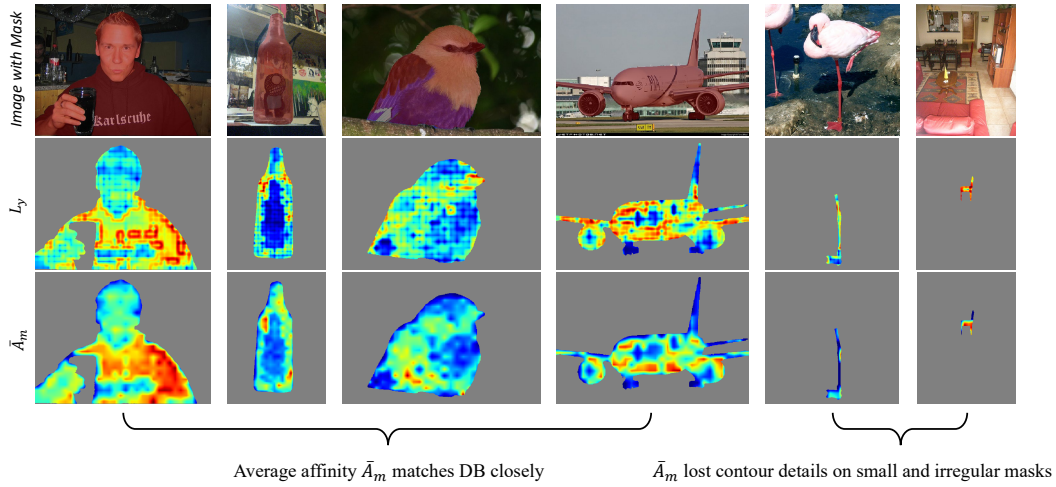 Image with Mask
Karlsruhe
L_y
Ā_m
Average affinity Ā_m matches DB closely
Ā_m lost contour details on small and irregular masks